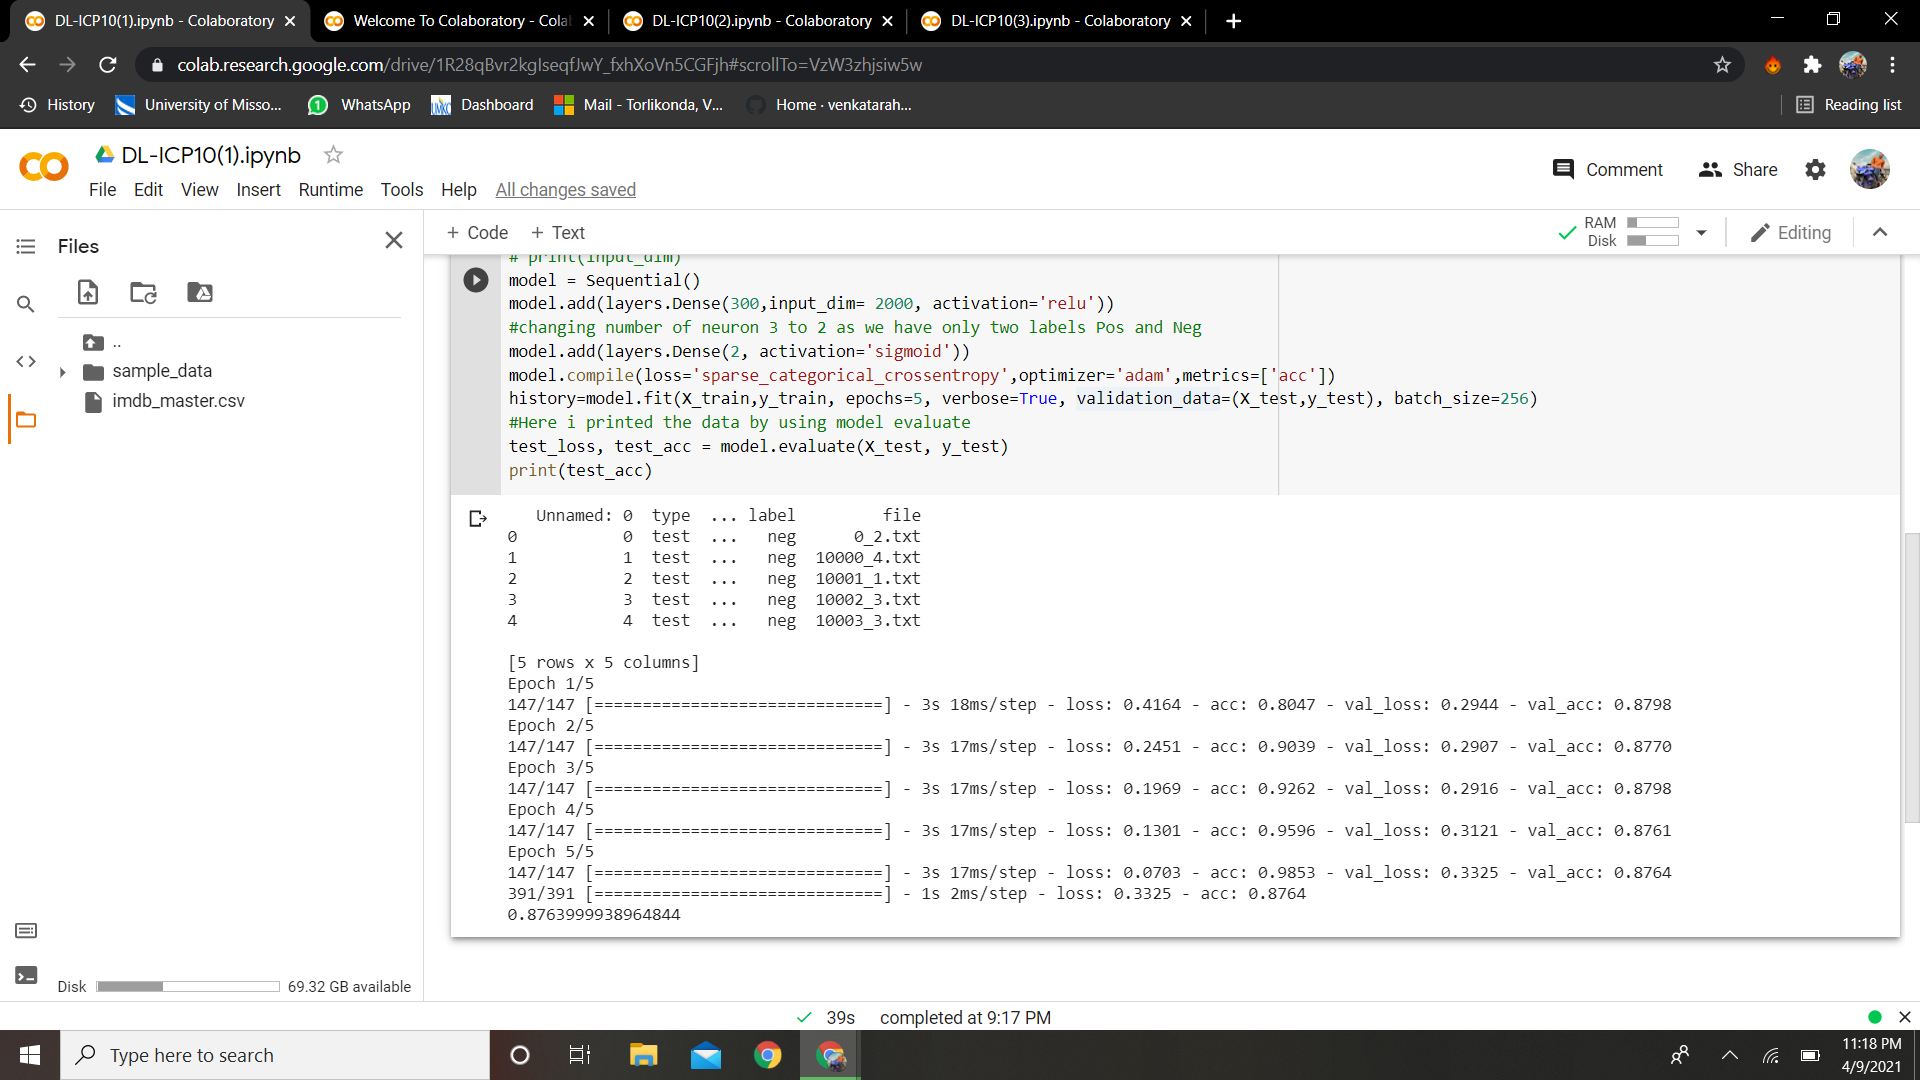 DL-ICP10(1).ipynb - Colaboratory
Welcome To Colaboratory - Cola
DL-ICP10(2).ipynb - Colaboratory
DL-ICP10(3).ipynb - Colaboratory
colab.research.google.com/drive/1R28qBvr2kgIseqfJwY_fxhXoVn5CGFjh#scrollTo=VzW3zhjsiw5w
History
University of Misso...
WhatsApp
Dashboard
Mail - Torlikonda, V...
Home · venkatarah...
Reading list
DL-ICP10(1).ipynb
Comment
Share
File Edit View Insert Runtime Tools Help All changes saved
Files
+ Code + Text
RAM
Disk
Editing
..
sample_data
imdb_master.csv
# print(input_dim)
model = Sequential()
model.add(layers.Dense(300,input_dim= 2000, activation='relu'))
#changing number of neuron 3 to 2 as we have only two labels Pos and Neg
model.add(layers.Dense(2, activation='sigmoid'))
model.compile(loss='sparse_categorical_crossentropy',optimizer='adam',metrics=['acc'])
history=model.fit(X_train,y_train, epochs=5, verbose=True, validation_data=(X_test,y_test), batch_size=256)
#Here i printed the data by using model evaluate
test_loss, test_acc = model.evaluate(X_test, y_test)
print(test_acc)
Unnamed: 0 type ... label file
0 0 test ... neg 0_2.txt
1 1 test ... neg 10000_4.txt
2 2 test ... neg 10001_1.txt
3 3 test ... neg 10002_3.txt
4 4 test ... neg 10003_3.txt
[5 rows x 5 columns]
Epoch 1/5
147/147 [==============================] - 3s 18ms/step - loss: 0.4164 - acc: 0.8047 - val_loss: 0.2944 - val_acc: 0.8798
Epoch 2/5
147/147 [==============================] - 3s 17ms/step - loss: 0.2451 - acc: 0.9039 - val_loss: 0.2907 - val_acc: 0.8770
Epoch 3/5
147/147 [==============================] - 3s 17ms/step - loss: 0.1969 - acc: 0.9262 - val_loss: 0.2916 - val_acc: 0.8798
Epoch 4/5
147/147 [==============================] - 3s 17ms/step - loss: 0.1301 - acc: 0.9596 - val_loss: 0.3121 - val_acc: 0.8761
Epoch 5/5
147/147 [==============================] - 3s 17ms/step - loss: 0.0703 - acc: 0.9853 - val_loss: 0.3325 - val_acc: 0.8764
391/391 [==============================] - 1s 2ms/step - loss: 0.3325 - acc: 0.8764
0.8763999938964844
Disk 69.32 GB available
39s completed at 9:17 PM
Type here to search
11:18 PM
4/9/2021